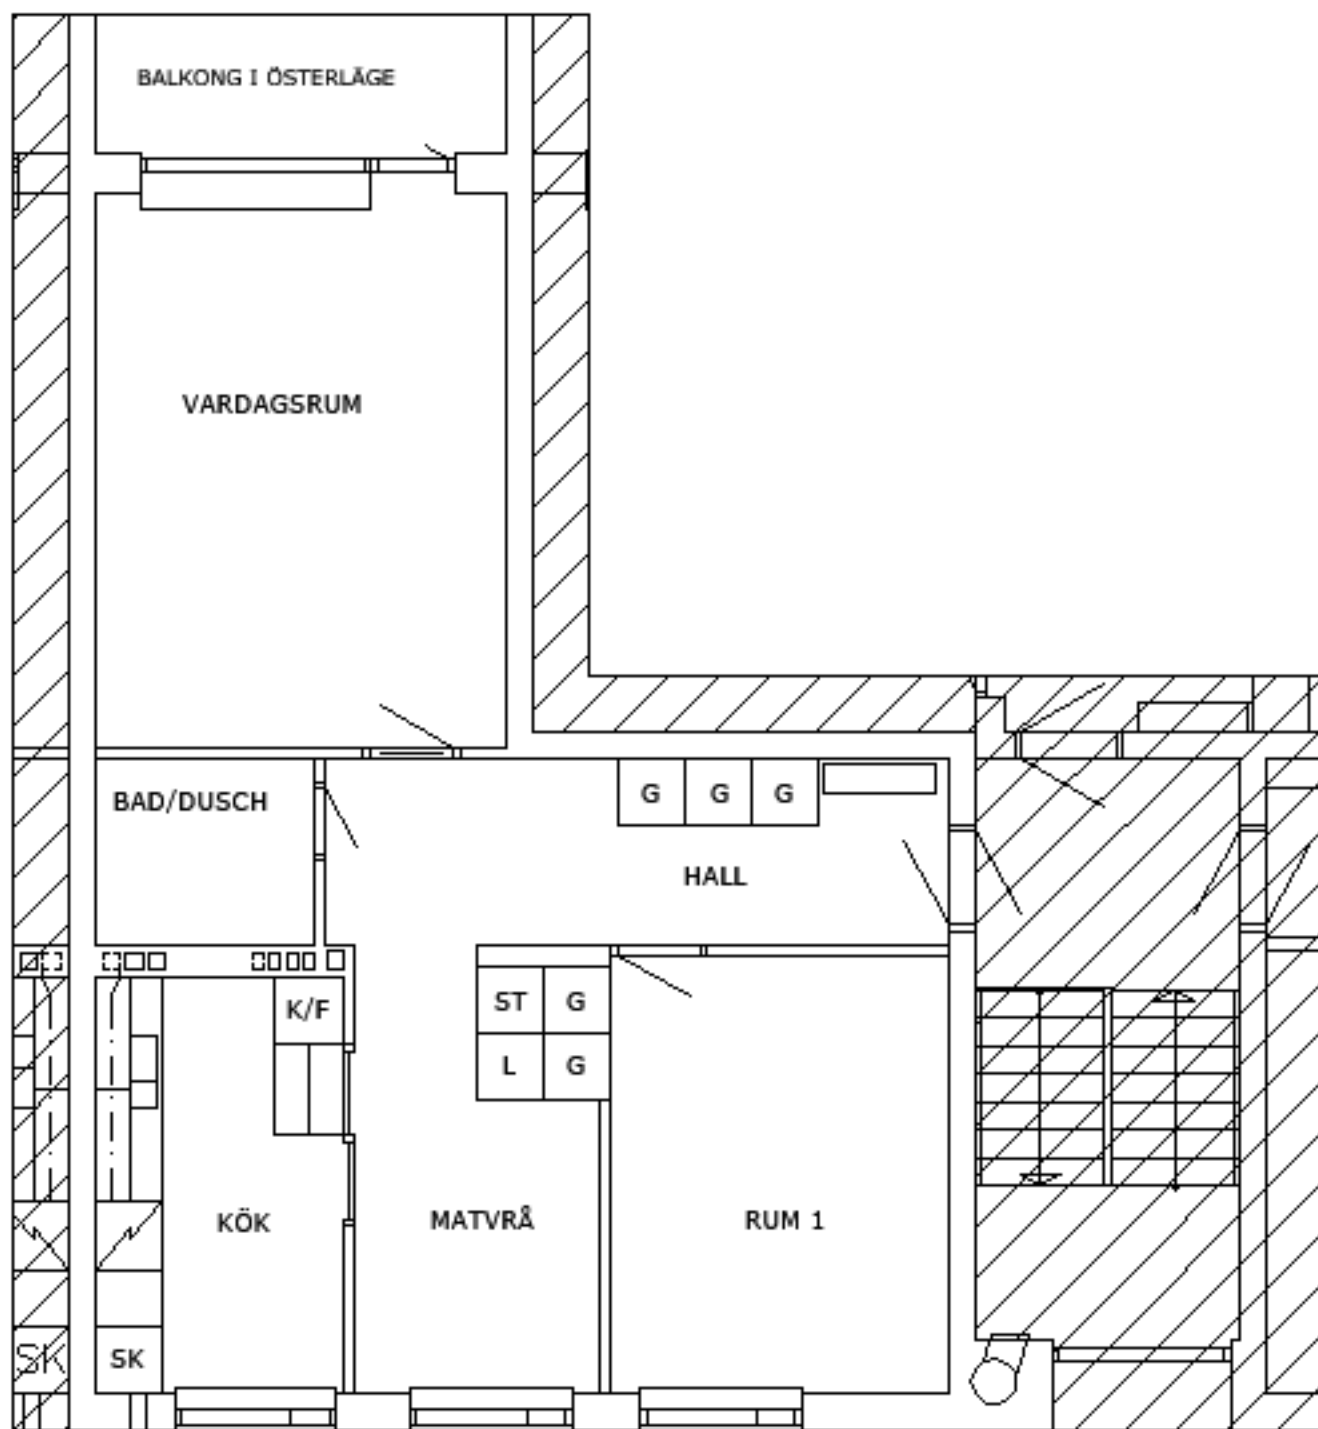 BALKONG I ÖSTERLÄGE
VARDAGSRUM
BAD/DUSCH
G G G
HALL
K/F
ST G
L G
KÖK
MATVRÅ
RUM 1
SK
SK